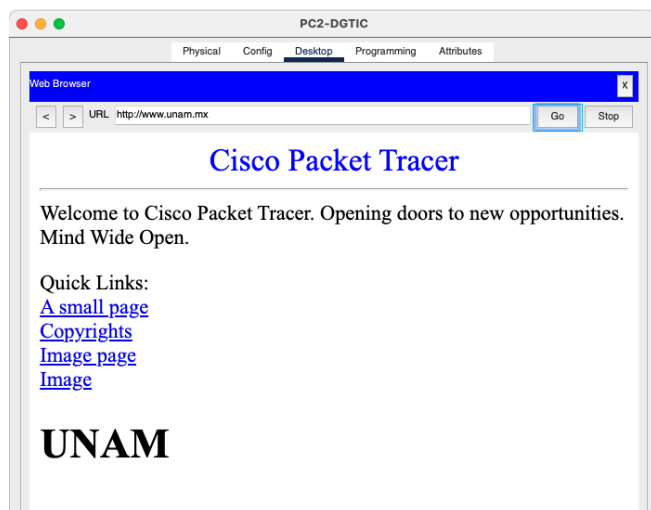 PC2-DGTIC
Physical Config Desktop Programming Attributes
Web Browser X
< > URL http://www.unam.mx Go Stop
Cisco Packet Tracer
Welcome to Cisco Packet Tracer. Opening doors to new opportunities.
Mind Wide Open.
Quick Links:
A small page
Copyrights
Image page
Image
UNAM